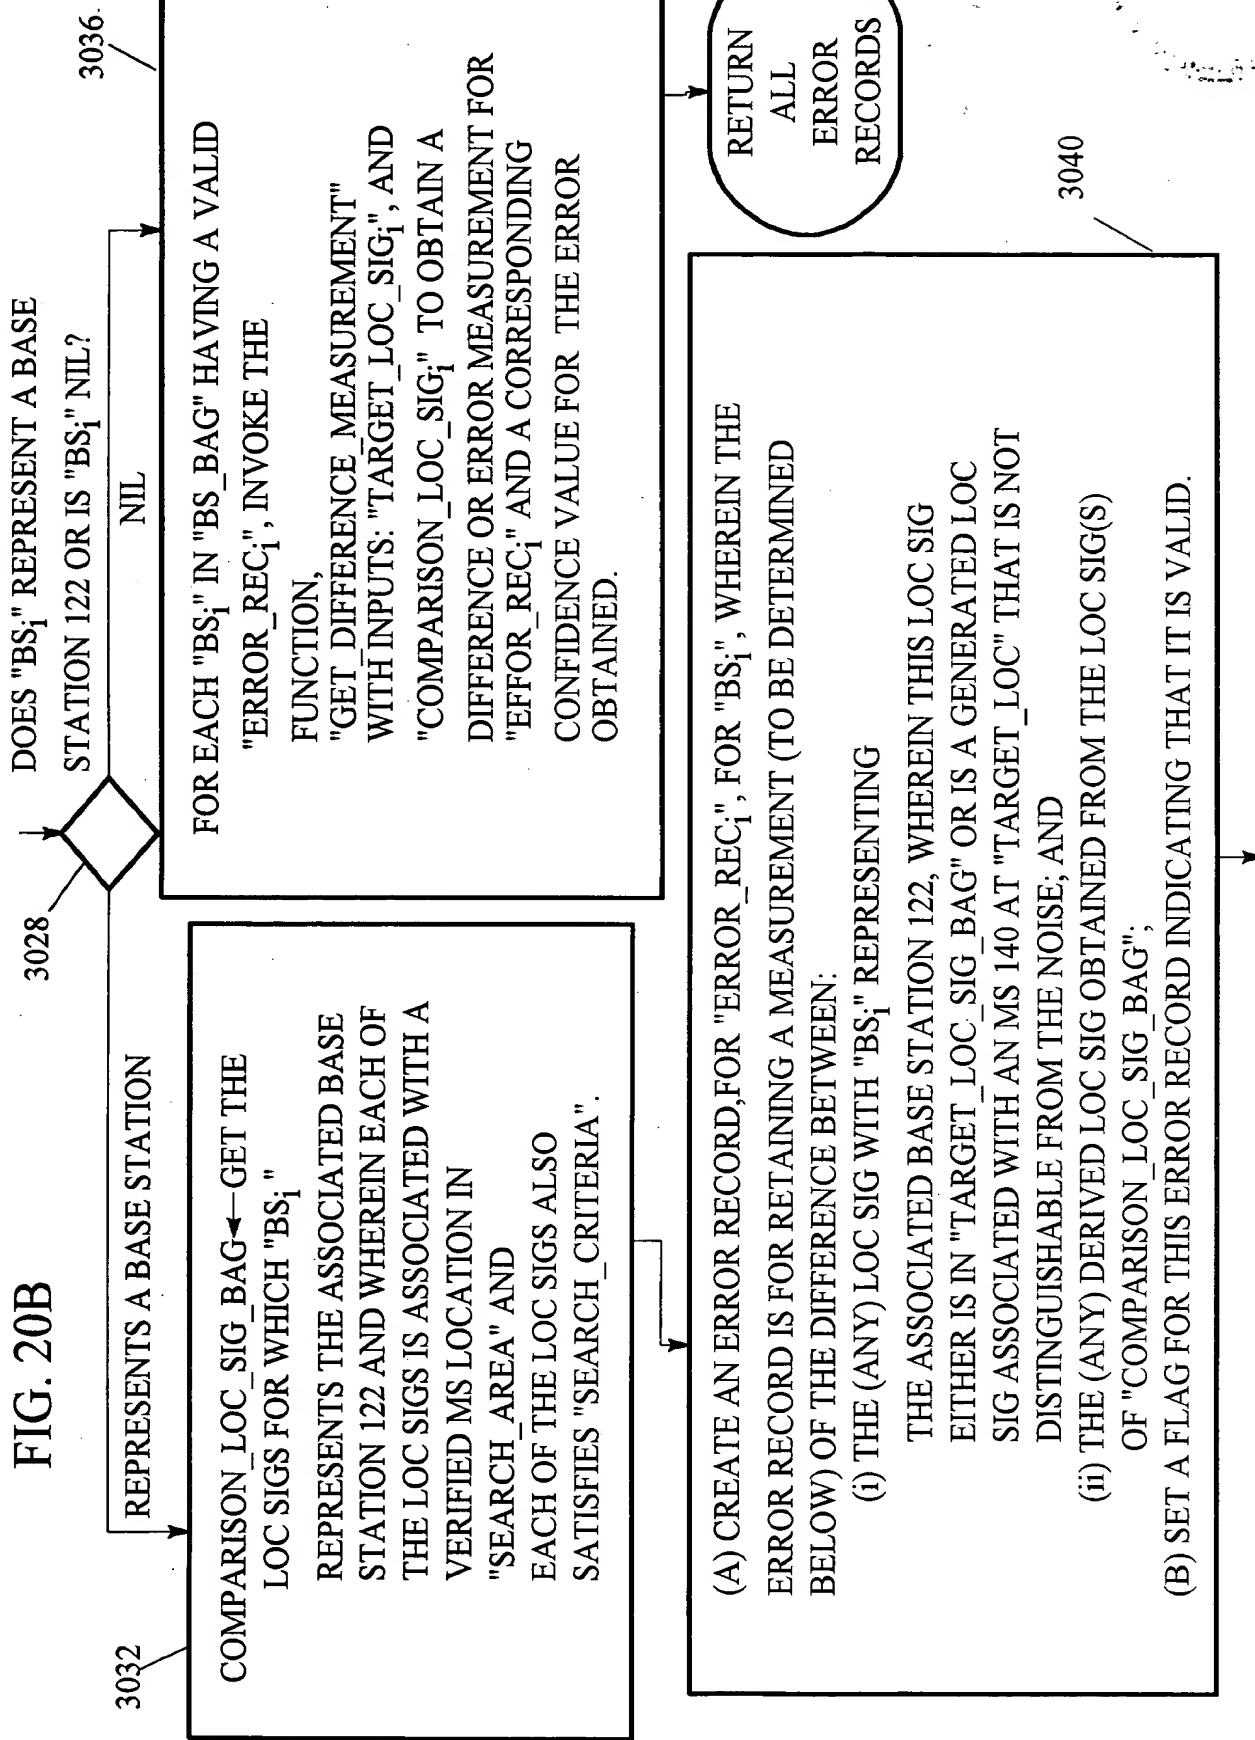 FIG. 20B
DOES "BSi" REPRESENT A BASE
STATION 122 OR IS "BSi" NIL?
3028
REPRESENTS A BASE STATION
NIL
3032
COMPARISON_LOC_SIG_BAG←GET THE
LOC SIGS FOR WHICH "BSi"
REPRESENTS THE ASSOCIATED BASE
STATION 122 AND WHEREIN EACH OF
THE LOC SIGS IS ASSOCIATED WITH A
VERIFIED MS LOCATION IN
"SEARCH_AREA" AND
EACH OF THE LOC SIGS ALSO
SATISFIES "SEARCH_CRITERIA".
3036
FOR EACH "BSi" IN "BS_BAG" HAVING A VALID
"ERROR_RECi", INVOKE THE
FUNCTION,
"GET_DIFFERENCE_MEASUREMENT"
WITH INPUTS: "TARGET_LOC_SIGi", AND
"COMPARISON_LOC_SIGi" TO OBTAIN A
DIFFERENCE OR ERROR MEASUREMENT FOR
"EFFOR_RECi" AND A CORRESPONDING
CONFIDENCE VALUE FOR THE ERROR
OBTAINED.
RETURN
ALL
ERROR
RECORDS
3040
(A) CREATE AN ERROR RECORD,FOR "ERROR_RECi", FOR "BSi", WHEREIN THE
ERROR RECORD IS FOR RETAINING A MEASUREMENT (TO BE DETERMINED
BELOW) OF THE DIFFERENCE BETWEEN:
(i) THE (ANY) LOC SIG WITH "BSi" REPRESENTING
THE ASSOCIATED BASE STATION 122, WHEREIN THIS LOC SIG
EITHER IS IN "TARGET_LOC_SIG_BAG" OR IS A GENERATED LOC
SIG ASSOCIATED WITH AN MS 140 AT "TARGET_LOC" THAT IS NOT
DISTINGUISHABLE FROM THE NOISE; AND
(ii) THE (ANY) DERIVED LOC SIG OBTAINED FROM THE LOC SIG(S)
OF "COMPARISON_LOC_SIG_BAG";
(B) SET A FLAG FOR THIS ERROR RECORD INDICATING THAT IT IS VALID.